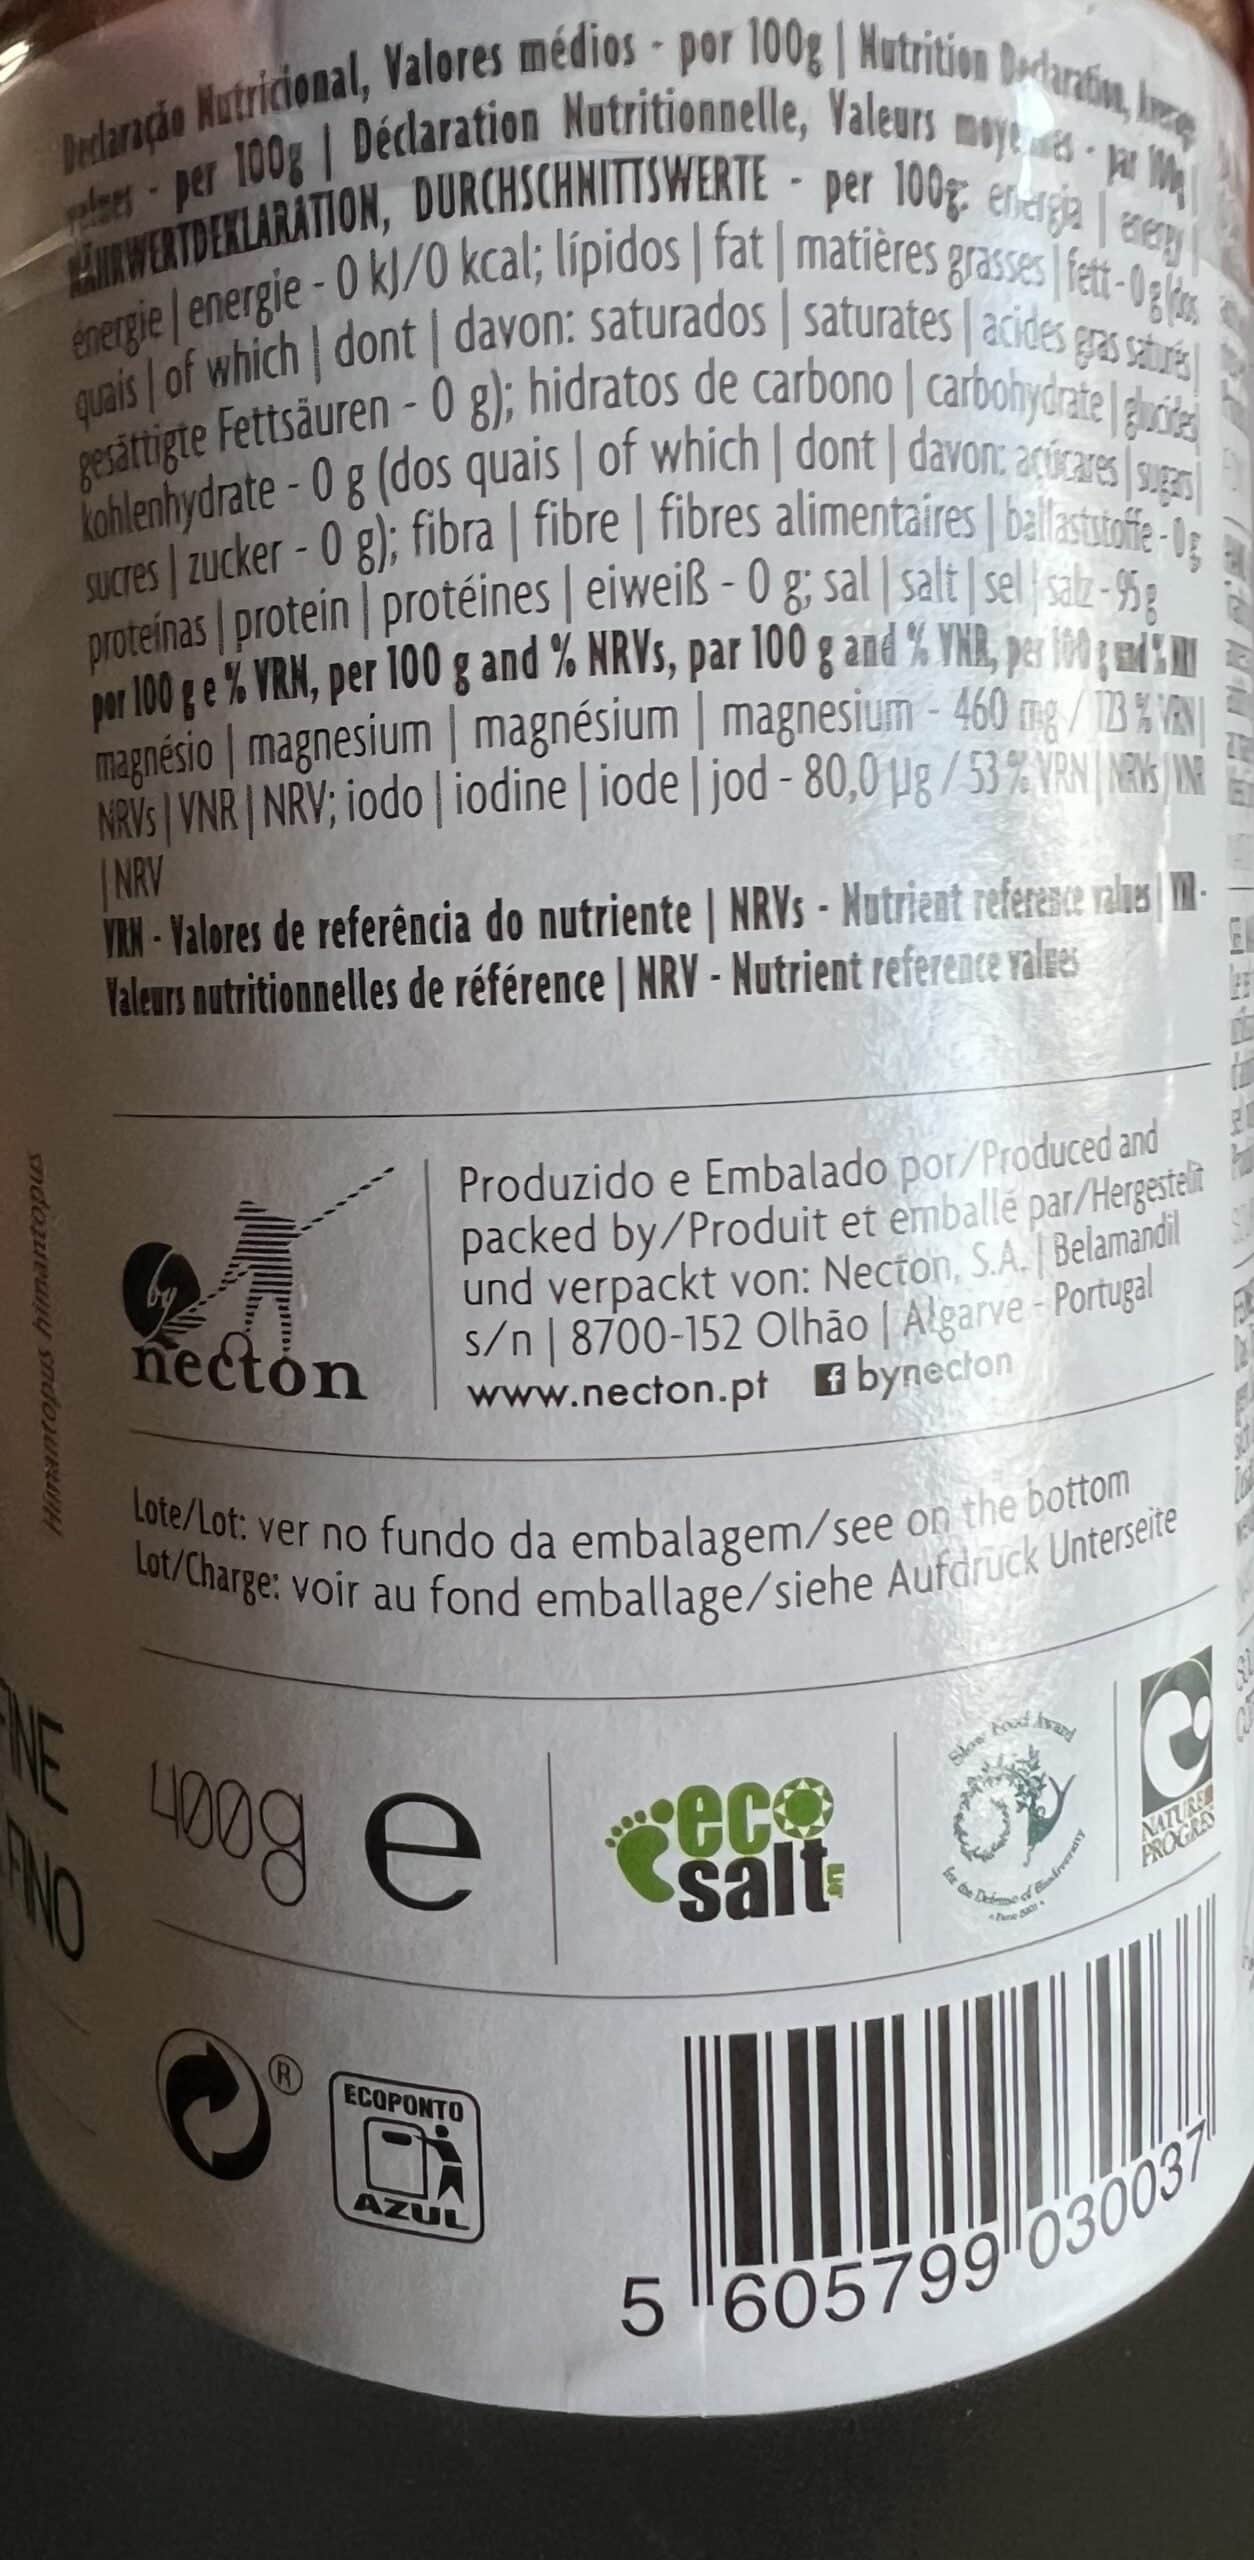 Declaração Nutricional, Valores médios - por 100g | Nutrition Declaration, Average
values - per 100g | Déclaration Nutritionnelle, Valeurs moyennes - par 100g |
NÄHRWERTDEKLARATION, DURCHSCHNITTSWERTE - per 100g: energia | energy |
énergie | energie - 0 kJ/0 kcal; lípidos | fat | matières grasses | fett - 0 g (dos
quais | of which | dont | davon: saturados | saturates | acides gras saturés |
gesättigte Fettsäuren - 0 g); hidratos de carbono | carbohydrate | glucides |
kohlenhydrate - 0 g (dos quais | of which | dont | davon: açúcares | sugars |
sucres | zucker - 0 g); fibra | fibre | fibres alimentaires | ballaststoffe - 0 g
proteínas | protein | protéines | eiweiß - 0 g; sal | salt | sel | salz - 95 g
por 100 g e % VRN, per 100 g and % NRVs, par 100 g and % VNR, per 100 g und % NRV
magnésio | magnesium | magnésium | magnesium - 460 mg / 123 % VRN |
NRVs | VNR | NRV; iodo | iodine | iode | jod - 80,0 µg / 53 % VRN | NRVs | VNR
| NRV
VRN - Valores de referência do nutriente | NRVs - Nutrient reference values | VNR -
Valeurs nutritionnelles de référence | NRV - Nutrient reference values
Himantopus himantopus
by
necton
Produzido e Embalado por/Produced and
packed by/Produit et emballé par/Hergestellt
und verpackt von: Necton, S.A. | Belamandil
s/n | 8700-152 Olhão | Algarve - Portugal
www.necton.pt f bynecton
Lote/Lot: ver no fundo da embalagem/see on the bottom
Lot/Charge: voir au fond emballage/siehe Aufdruck Unterseite
FINE
FINO
400g e
eco
salt
Slow Food Award
for the Defense of Biodiversity
NATURE
PROGRES
®
ECOPONTO
AZUL
5 605799 030037